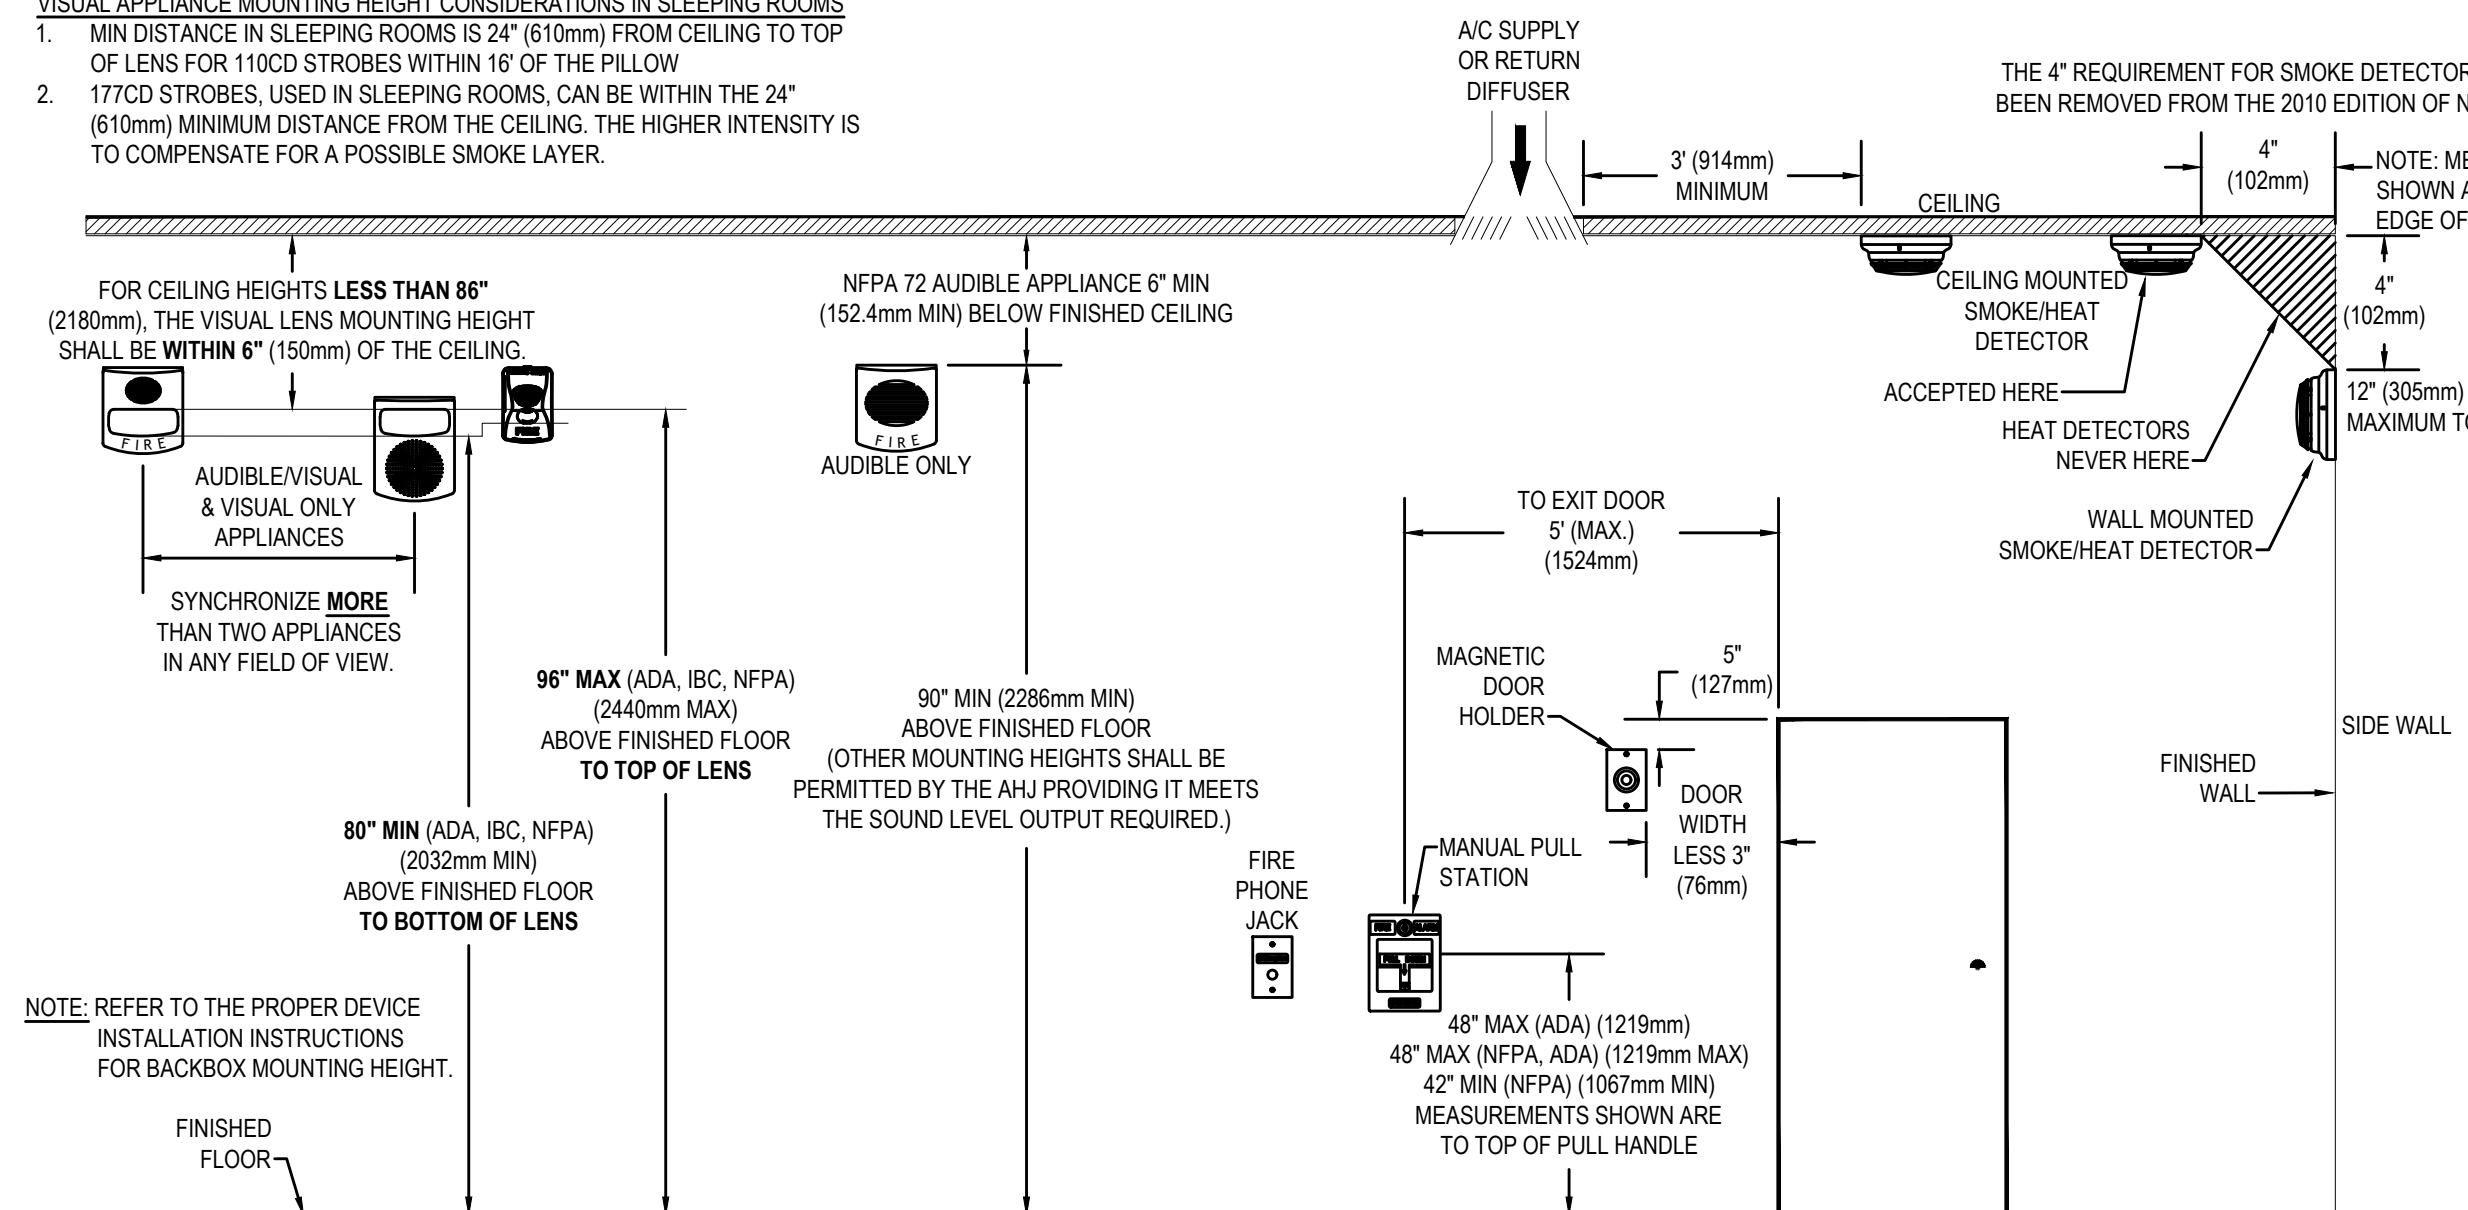 VISUAL APPLIANCE MOUNTING HEIGHT CONSIDERATIONS IN SLEEPING ROOMS
1. MIN DISTANCE IN SLEEPING ROOMS IS 24" (610mm) FROM CEILING TO TOP
OF LENS FOR 110CD STROBES WITHIN 16' OF THE PILLOW
2. 177CD STROBES, USED IN SLEEPING ROOMS, CAN BE WITHIN THE 24"
(610mm) MINIMUM DISTANCE FROM THE CEILING. THE HIGHER INTENSITY IS
TO COMPENSATE FOR A POSSIBLE SMOKE LAYER.
A/C SUPPLY
OR RETURN
DIFFUSER
THE 4" REQUIREMENT FOR SMOKE DETECTOR
BEEN REMOVED FROM THE 2010 EDITION OF
3' (914mm)
MINIMUM
4"
(102mm)
NOTE:
SHOWN
EDGE OF
CEILING
FOR CEILING HEIGHTS LESS THAN 86"
(2180mm), THE VISUAL LENS MOUNTING HEIGHT
SHALL BE WITHIN 6" (150mm) OF THE CEILING.
NFPA 72 AUDIBLE APPLIANCE 6" MIN
(152.4mm MIN) BELOW FINISHED CEILING
CEILING MOUNTED
SMOKE/HEAT
DETECTOR
4"
(102mm)
ACCEPTED HERE
12" (305mm)
MAXIMUM
HEAT DETECTORS
NEVER HERE
FIRE
FIRE
FIRE
AUDIBLE ONLY
AUDIBLE/VISUAL
& VISUAL ONLY
APPLIANCES
TO EXIT DOOR
5' (MAX.)
(1524mm)
WALL MOUNTED
SMOKE/HEAT DETECTOR
SYNCHRONIZE MORE
THAN TWO APPLIANCES
IN ANY FIELD OF VIEW.
96" MAX (ADA, IBC, NFPA)
(2440mm MAX)
ABOVE FINISHED FLOOR
TO TOP OF LENS
90" MIN (2286mm MIN)
ABOVE FINISHED FLOOR
(OTHER MOUNTING HEIGHTS SHALL BE
PERMITTED BY THE AHJ PROVIDING IT MEETS
THE SOUND LEVEL OUTPUT REQUIRED.)
MAGNETIC
DOOR
HOLDER
5"
(127mm)
SIDE WALL
FINISHED
WALL
DOOR
WIDTH
LESS 3"
(76mm)
80" MIN (ADA, IBC, NFPA)
(2032mm MIN)
ABOVE FINISHED FLOOR
TO BOTTOM OF LENS
FIRE
PHONE
JACK
MANUAL PULL
STATION
FIRE ALARM
PULL DOWN
NOTE: REFER TO THE PROPER DEVICE
INSTALLATION INSTRUCTIONS
FOR BACKBOX MOUNTING HEIGHT.
48" MAX (ADA) (1219mm)
48" MAX (NFPA, ADA) (1219mm MAX)
42" MIN (NFPA) (1067mm MIN)
MEASUREMENTS SHOWN ARE
TO TOP OF PULL HANDLE
FINISHED
FLOOR